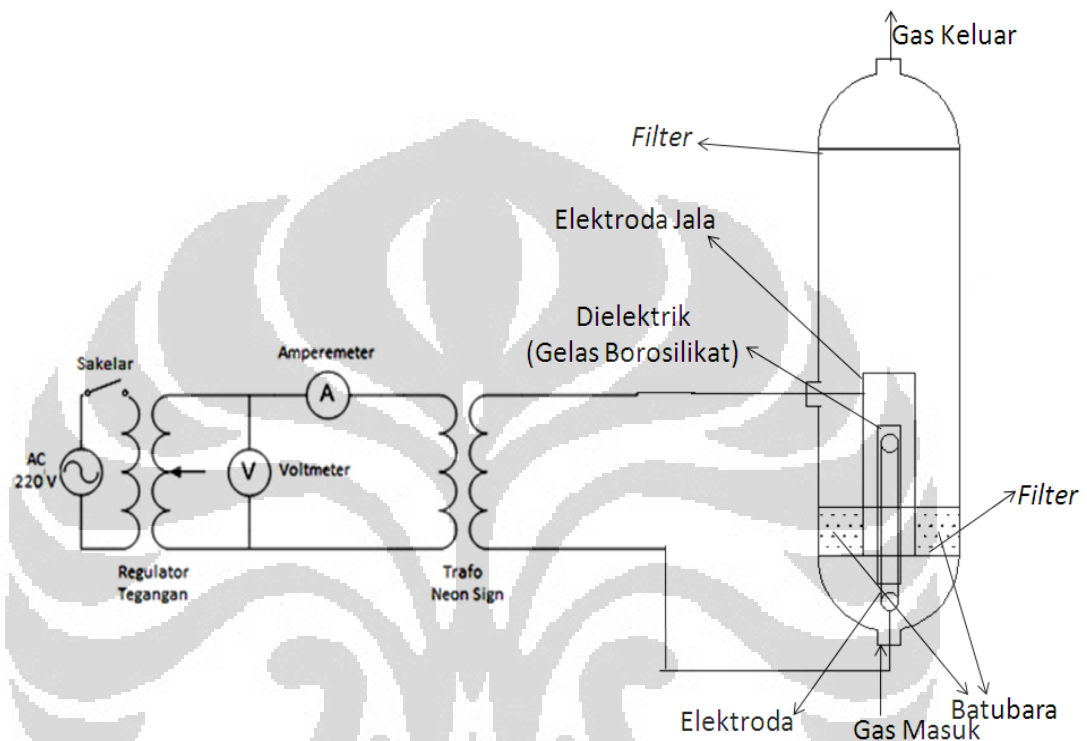 Gas Keluar
Filter
Elektroda Jala
Dielektrik
(Gelas Borosilikat)
Amperemeter
Sakelar
A
AC
220 V
V
Voltmeter
Filter
Regulator
Tegangan
Trafo
Neon Sign
Elektroda
Gas Masuk
Batubara